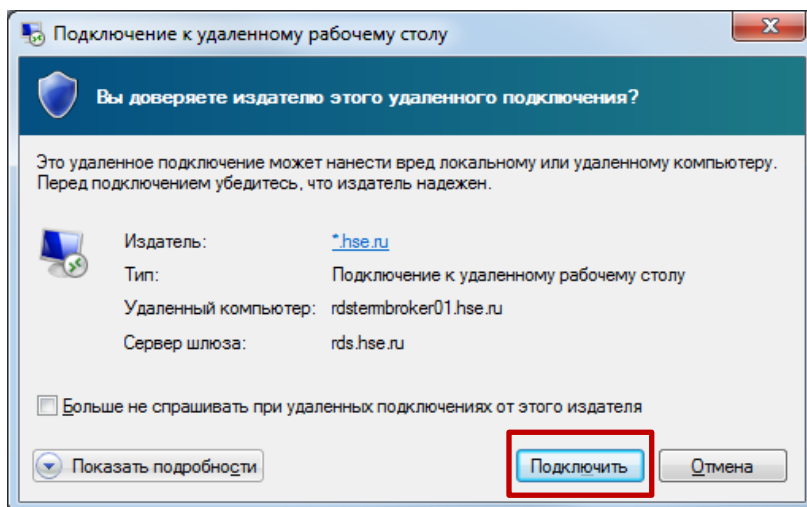 Подключение к удаленному рабочему столу
Вы доверяете издателю этого удаленного подключения?
Это удаленное подключение может нанести вред локальному или удаленному компьютеру.
Перед подключением убедитесь, что издатель надежен.
Издатель: *.hse.ru
Тип: Подключение к удаленному рабочему столу
Удаленный компьютер: rdstermbroker01.hse.ru
Сервер шлюза: rds.hse.ru
Больше не спрашивать при удаленных подключениях от этого издателя
Показать подробности Подключить Отмена